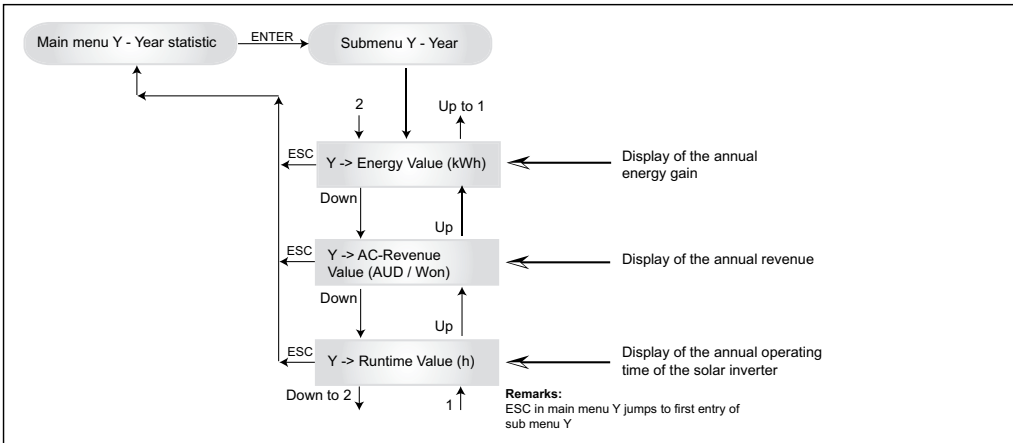 Main menu Y - Year statistic
ENTER
Submenu Y - Year
2
Up to 1
ESC
Y -> Energy Value (kWh)
Display of the annual
energy gain
Down
Up
ESC
Y -> AC-Revenue
Value (AUD / Won)
Display of the annual revenue
Down
Up
ESC
Y -> Runtime Value (h)
Display of the annual operating
time of the solar inverter
Down to 2
1
Remarks:
ESC in main menu Y jumps to first entry of
sub menu Y